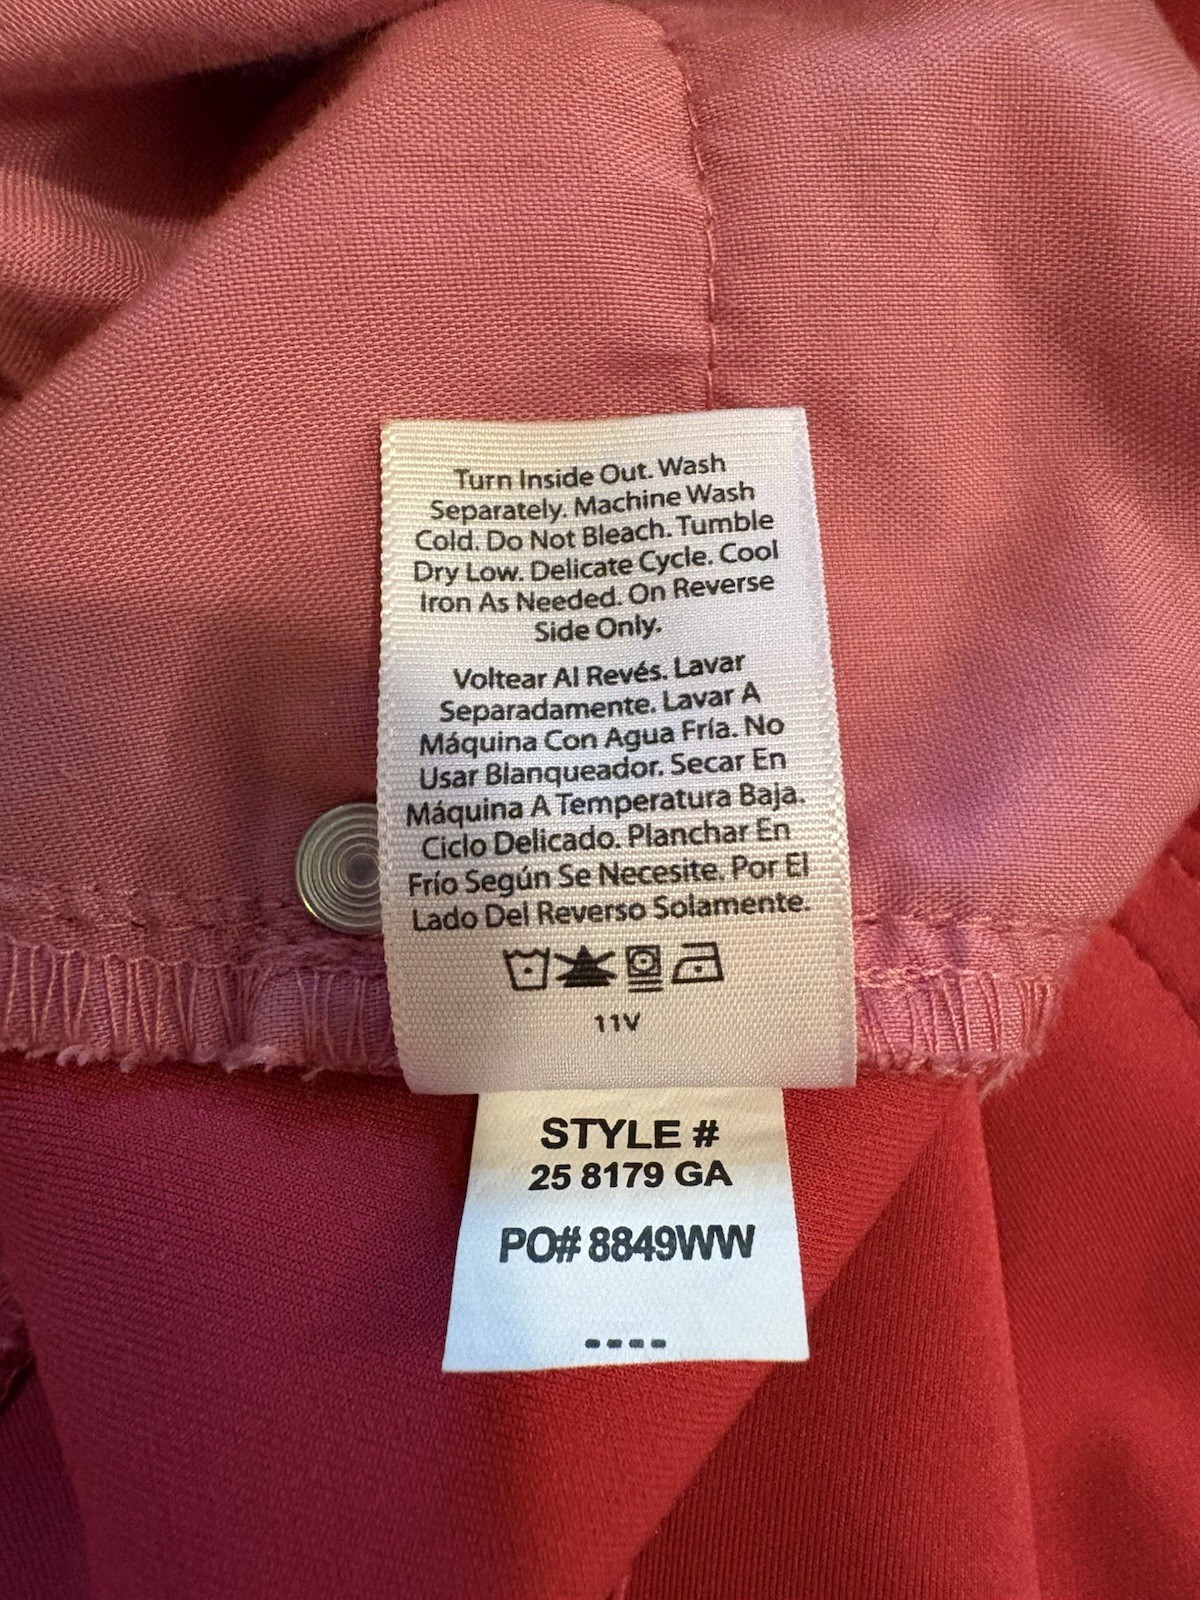 Turn Inside Out. Wash
Separately. Machine Wash
Cold. Do Not Bleach. Tumble
Dry Low. Delicate Cycle. Cool
Iron As Needed. On Reverse
Side Only.
Voltear Al Revés. Lavar
Separadamente. Lavar A
Máquina Con Agua Fría. No
Usar Blanqueador. Secar En
Máquina A Temperatura Baja.
Ciclo Delicado. Planchar En
Frío Según Se Necesite. Por El
Lado Del Reverso Solamente.
11V
STYLE #
25 8179 GA
PO# 8849WW
----